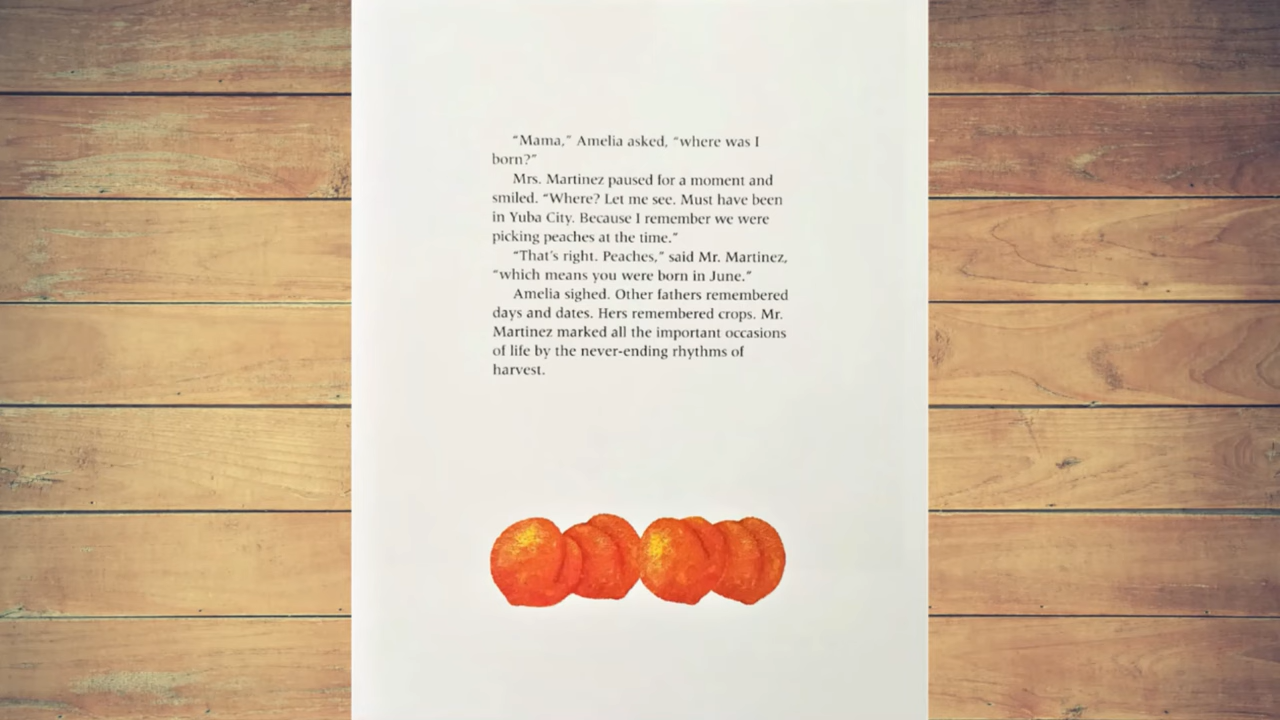 “Mama,” Amelia asked, “where was I
born?”
Mrs. Martinez paused for a moment and
smiled. “Where? Let me see. Must have been
in Yuba City. Because I remember we were
picking peaches at the time.”
“That’s right. Peaches,” said Mr. Martinez,
“which means you were born in June.”
Amelia sighed. Other fathers remembered
days and dates. Hers remembered crops. Mr.
Martinez marked all the important occasions
of life by the never-ending rhythms of
harvest.